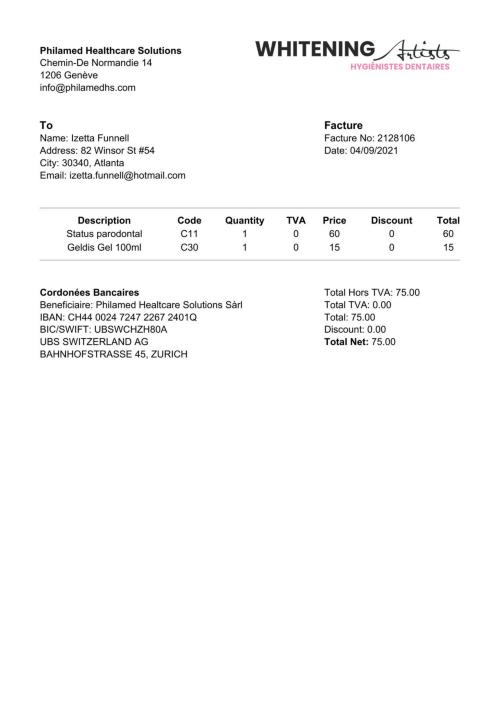 Philamed Healthcare Solutions
Chemin-De Normandie 14
1206 Genève
info@philamedhs.com
WHITENING Artists
HYGIÉNISTES DENTAIRES
To
Name: Izetta Funnell
Address: 82 Winsor St #54
City: 30340, Atlanta
Email: izetta.funnell@hotmail.com
Facture
Facture No: 2128106
Date: 04/09/2021
Description Code Quantity TVA Price Discount Total
Status parodontal C11 1 0 60 0 60
Geldis Gel 100ml C30 1 0 15 0 15
Cordonées Bancaires
Beneficiaire: Philamed Healtcare Solutions Sàrl
IBAN: CH44 0024 7247 2267 2401Q
BIC/SWIFT: UBSWCHZH80A
UBS SWITZERLAND AG
BAHNHOFSTRASSE 45, ZURICH
Total Hors TVA: 75.00
Total TVA: 0.00
Total: 75.00
Discount: 0.00
Total Net: 75.00